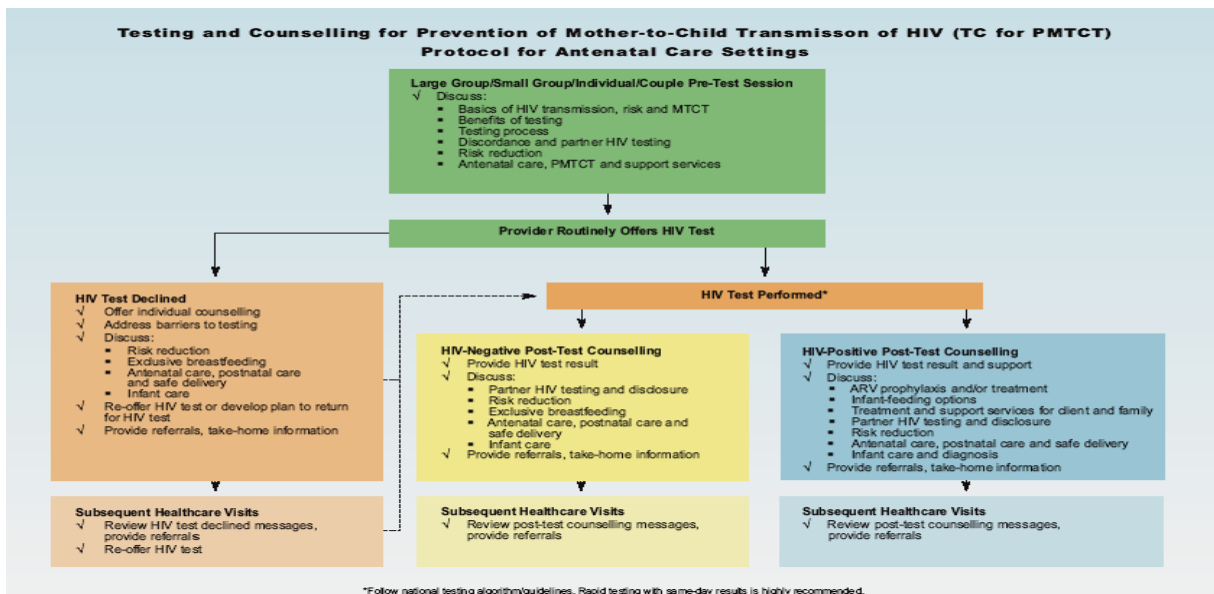 Testing and Counselling for Prevention of Mother-to-Child Transmisson of HIV (TC for PMTCT)
Protocol for Antenatal Care Settings
Large Group/Small Group/Individual/Couple Pre-Test Session
√ Discuss:
▪ Basics of HIV transmission, risk and MTCT
▪ Benefits of testing
▪ Testing process
▪ Discordance and partner HIV testing
▪ Risk reduction
▪ Antenatal care, PMTCT and support services
Provider Routinely Offers HIV Test
HIV Test Declined
√ Offer individual counselling
√ Address barriers to testing
√ Discuss:
▪ Risk reduction
▪ Exclusive breastfeeding
▪ Antenatal care, postnatal care
and safe delivery
▪ Infant care
√ Re-offer HIV test or develop plan to return
for HIV test
√ Provide referrals, take-home information
Subsequent Healthcare Visits
√ Review HIV test declined messages,
provide referrals
√ Re-offer HIV test
HIV Test Performed*
HIV-Negative Post-Test Counselling
√ Provide HIV test result
√ Discuss:
▪ Partner HIV testing and disclosure
▪ Risk reduction
▪ Exclusive breastfeeding
▪ Antenatal care, postnatal care and
safe delivery
▪ Infant care
√ Provide referrals, take-home information
Subsequent Healthcare Visits
√ Review post-test counselling messages,
provide referrals
HIV-Positive Post-Test Counselling
√ Provide HIV test result and support
√ Discuss:
▪ ARV prophylaxis and/or treatment
▪ Infant-feeding options
▪ Treatment and support services for client and family
▪ Partner HIV testing and disclosure
▪ Risk reduction
▪ Antenatal care, postnatal care and safe delivery
▪ Infant care and diagnosis
√ Provide referrals, take-home information
Subsequent Healthcare Visits
√ Review post-test counselling messages,
provide referrals
*Follow national testing algorithm/guidelines. Rapid testing with same-day results is highly recommended.